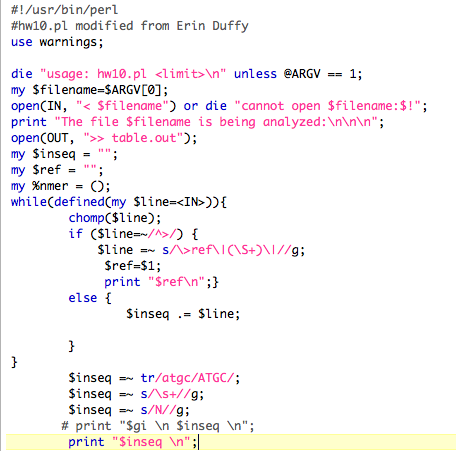 #!/usr/bin/perl
#hw10.pl modified from Erin Duffy
use warnings;

die "usage: hw10.pl <limit>\n" unless @ARGV == 1;
my $filename=$ARGV[0];
open(IN, "< $filename") or die "cannot open $filename:$!";
print "The file $filename is being analyzed:\n\n\n";
open(OUT, ">> table.out");
my $inseq = "";
my $ref = "";
my %nmer = ();
while(defined(my $line=<IN>)){
        chomp($line);
        if ($line=~/^>/) {
            $line =~ s/\>ref\|(\S+)\|//g;
             $ref=$1;
             print "$ref\n";}
        else {
                $inseq .= $line;

        }
}
        $inseq =~ tr/atgc/ATGC/;
        $inseq =~ s/\s+//g;
        $inseq =~ s/N//g;
       # print "$gi \n $inseq \n";
        print "$inseq \n";